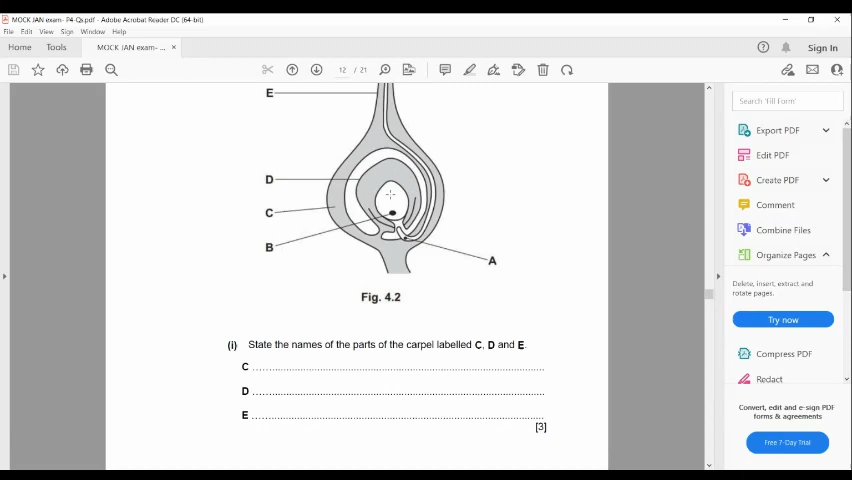 MOCK JAN exam- P4-Qs.pdf - Adobe Acrobat Reader DC (64-bit)
File Edit View Sign Window Help
Home Tools MOCK JAN exam- ... × Sign In
12 / 21
E
D
C
B
A
Fig. 4.2
(i) State the names of the parts of the carpel labelled C, D and E.
C ........................................................................
D ........................................................................
E ........................................................................
[3]
Search 'Fill Form'
Export PDF
Edit PDF
Create PDF
Comment
Combine Files
Organize Pages
Delete, insert, extract and
rotate pages.
Try now
Compress PDF
Redact
Convert, edit and e-sign PDF
forms & agreements
Free 7-Day Trial